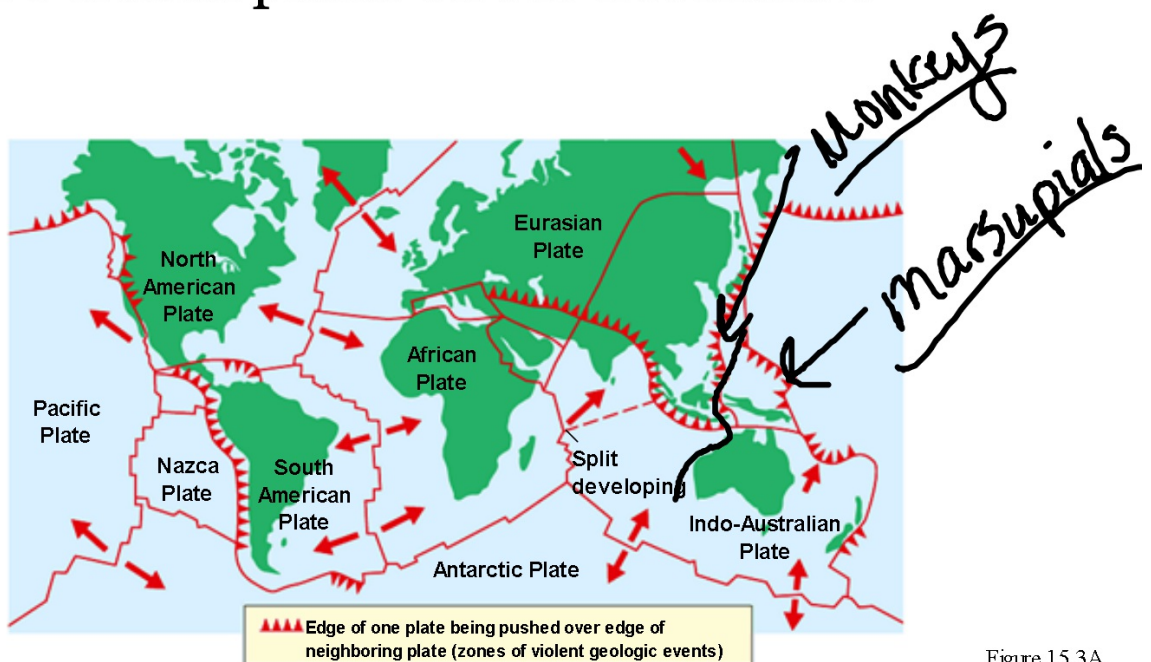 Monkeys
Marsupials
Eurasian
Plate
North
American
Plate
African
Plate
Pacific
Plate
Nazca
Plate
South
American
Plate
Split
developing
Indo-Australian
Plate
Antarctic Plate
Edge of one plate being pushed over edge of
neighboring plate (zones of violent geologic events)
Figure 15.3A